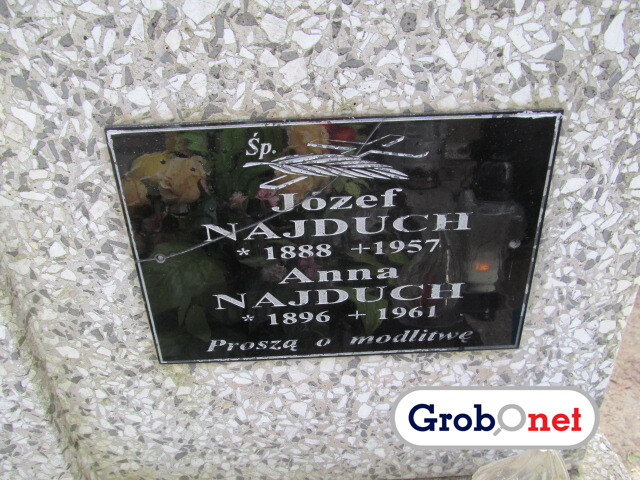 Śp.
Józef
NAJDUCH
* 1888 +1957
Anna
NAJDUCH
* 1896 + 1961
Proszą o modlitwę
GrobOnet